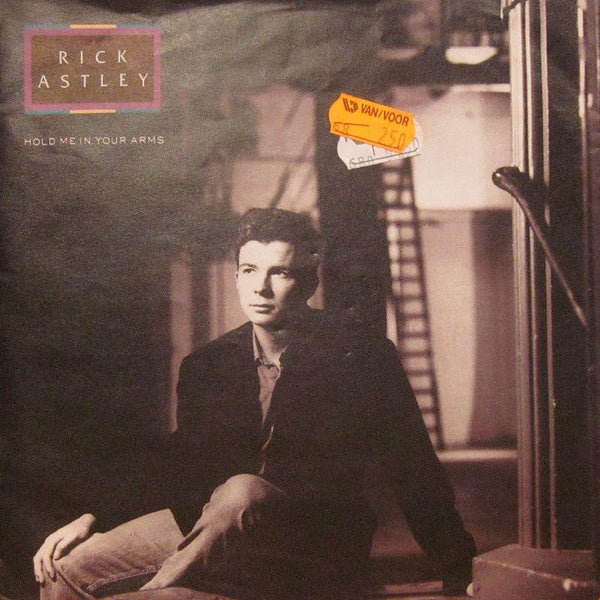 RICK
ASTLEY
HOLD ME IN YOUR ARMS
VAN/VOOR
250